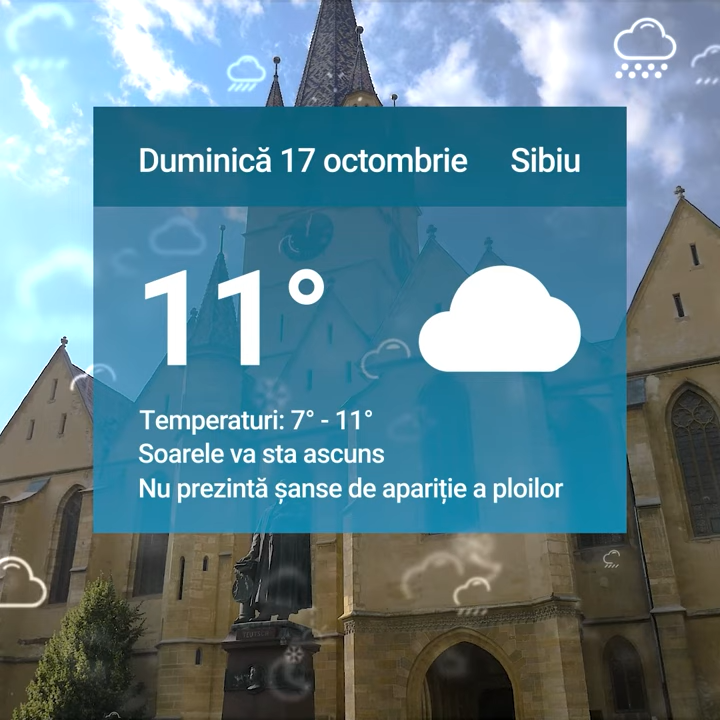 Duminică 17 octombrie Sibiu
11°
Temperaturi: 7° - 11°
Soarele va sta ascuns
Nu prezintă șanse de apariție a ploilor